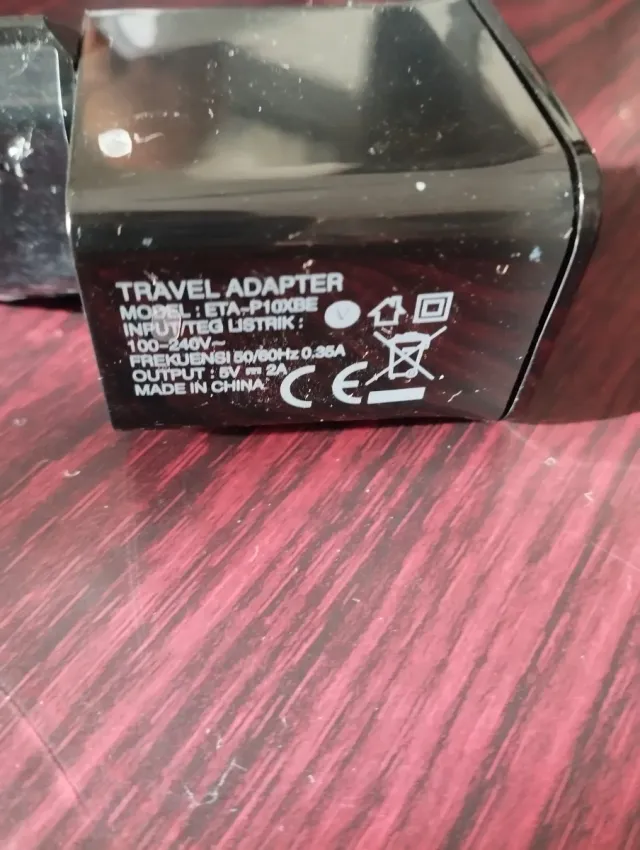 TRAVEL ADAPTER
MODEL : ETA-P10XBE
INPUT/TEG LISTRIK :
100-240V~
FREKUENSI 50/60Hz 0.35A
OUTPUT : 5V ⎓ 2A
MADE IN CHINA
V
CE